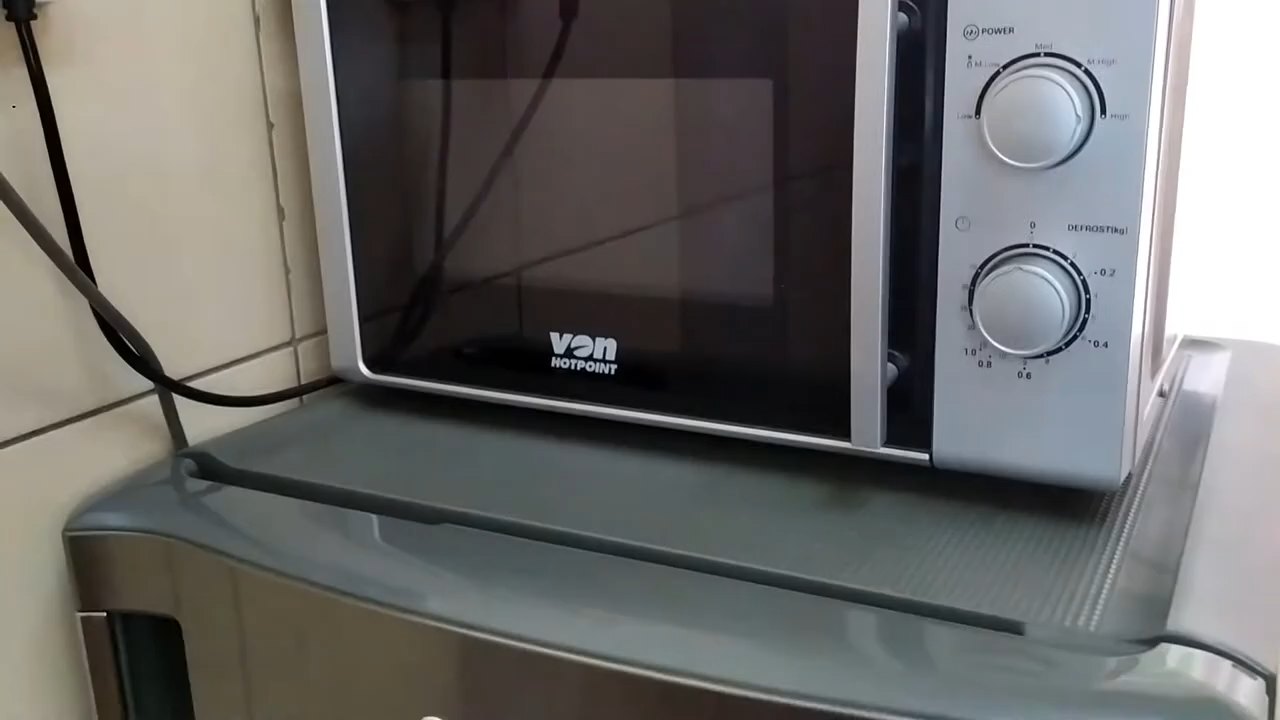 von
HOTPOINT
POWER
Med
M.Low
M.High
Low
High
0
DEFROST(kg)
0.2
0.4
0.6
0.8
1.0